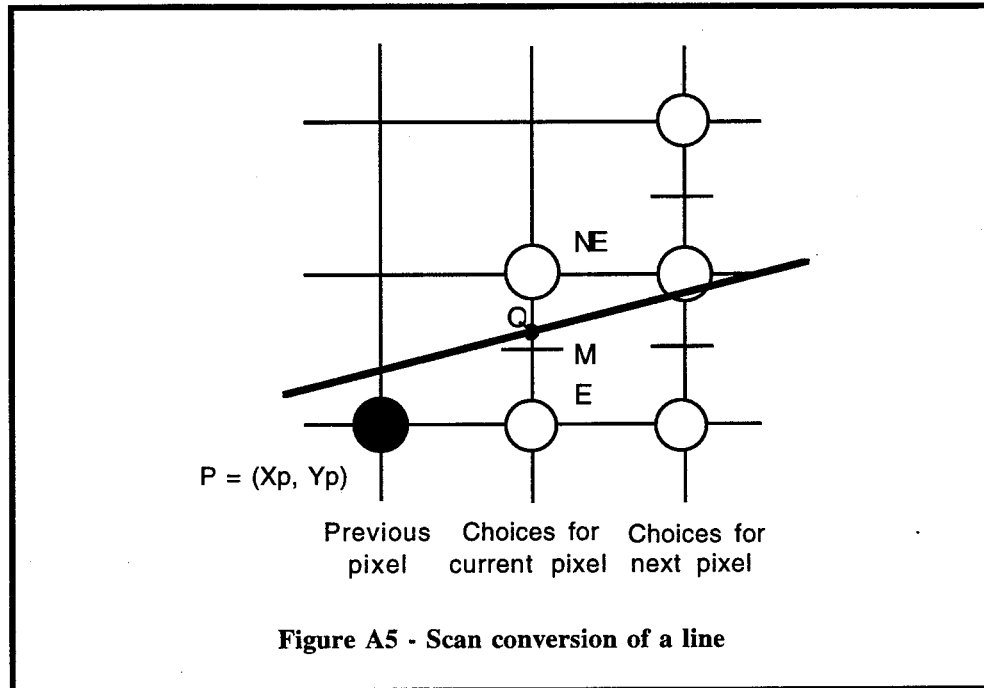 NE
Q
M
E
P = (Xp, Yp)
Previous pixel
Choices for current pixel
Choices for next pixel
Figure A5 - Scan conversion of a line